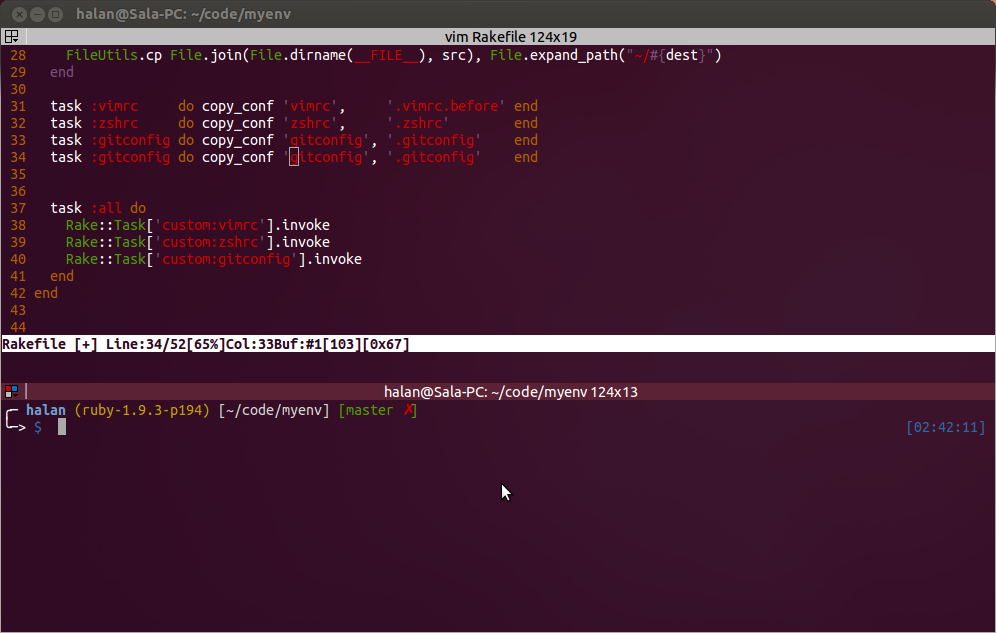 halan@Sala-PC: ~/code/myenv
vim Rakefile 124x19
28 FileUtils.cp File.join(File.dirname(__FILE__), src), File.expand_path("~/#{dest}")
29 end
30
31 task :vimrc do copy_conf 'vimrc', '.vimrc.before' end
32 task :zshrc do copy_conf 'zshrc', '.zshrc' end
33 task :gitconfig do copy_conf 'gitconfig', '.gitconfig' end
34 task :gitconfig do copy_conf 'gitconfig', '.gitconfig' end
35
36
37 task :all do
38 Rake::Task['custom:vimrc'].invoke
39 Rake::Task['custom:zshrc'].invoke
40 Rake::Task['custom:gitconfig'].invoke
41 end
42 end
43
44
Rakefile [+] Line:34/52[65%]Col:33Buf:#1[103][0x67]
halan@Sala-PC: ~/code/myenv 124x13
╭─ halan (ruby-1.9.3-p194) [~/code/myenv] [master ✗]
╰─> $ [02:42:11]